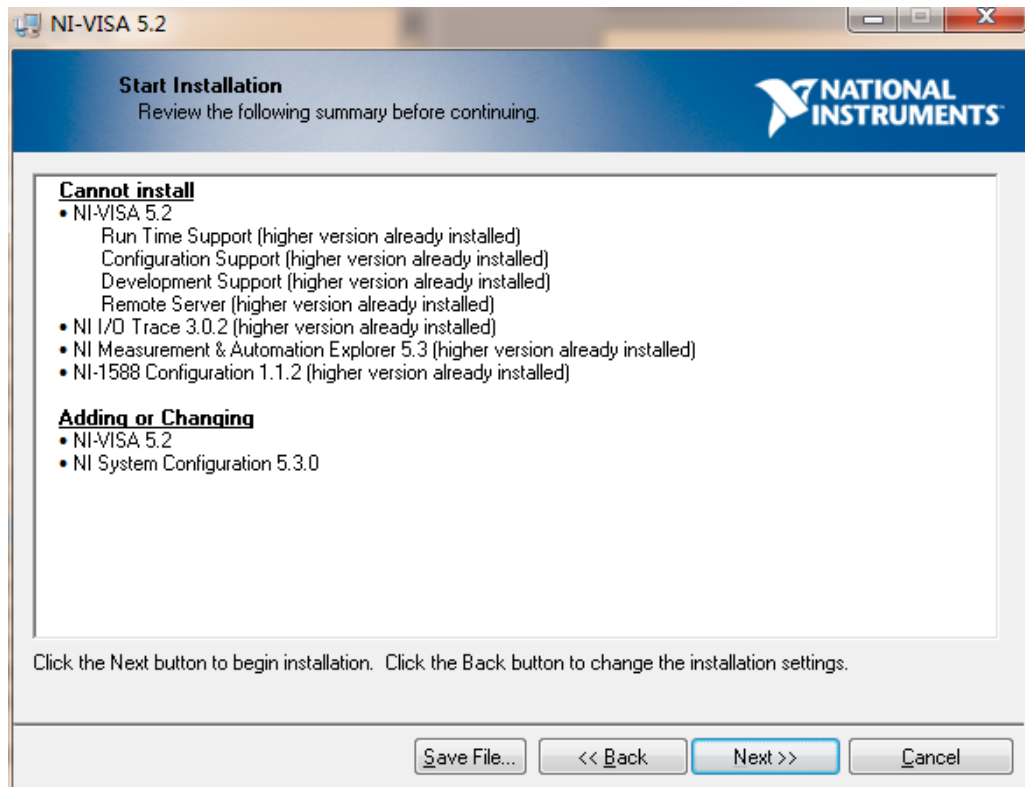 NI-VISA 5.2
Start Installation
Review the following summary before continuing.
NATIONAL
INSTRUMENTS™
Cannot install
• NI-VISA 5.2
Run Time Support (higher version already installed)
Configuration Support (higher version already installed)
Development Support (higher version already installed)
Remote Server (higher version already installed)
• NI I/O Trace 3.0.2 (higher version already installed)
• NI Measurement & Automation Explorer 5.3 (higher version already installed)
• NI-1588 Configuration 1.1.2 (higher version already installed)
Adding or Changing
• NI-VISA 5.2
• NI System Configuration 5.3.0
Click the Next button to begin installation. Click the Back button to change the installation settings.
Save File...
<< Back
Next >>
Cancel